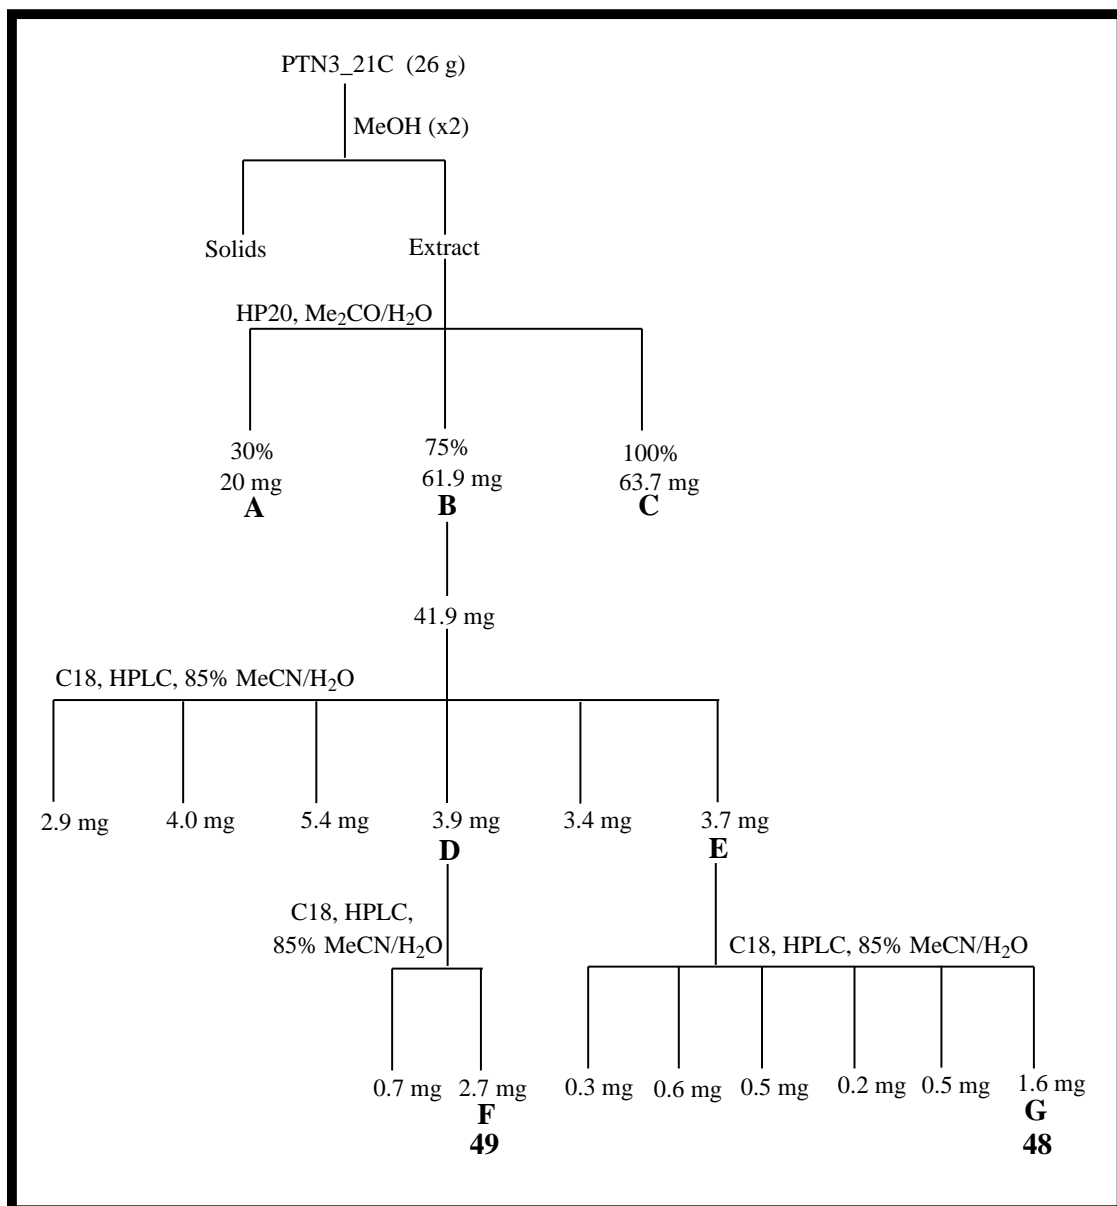 PTN3_21C (26 g)
MeOH (x2)
Solids
Extract
HP20, Me₂CO/H₂O
30%
20 mg
A
75%
61.9 mg
B
100%
63.7 mg
C
41.9 mg
C18, HPLC, 85% MeCN/H₂O
2.9 mg
4.0 mg
5.4 mg
3.9 mg
D
3.4 mg
3.7 mg
E
C18, HPLC,
85% MeCN/H₂O
C18, HPLC, 85% MeCN/H₂O
0.7 mg
2.7 mg
F
49
0.3 mg
0.6 mg
0.5 mg
0.2 mg
0.5 mg
1.6 mg
G
48